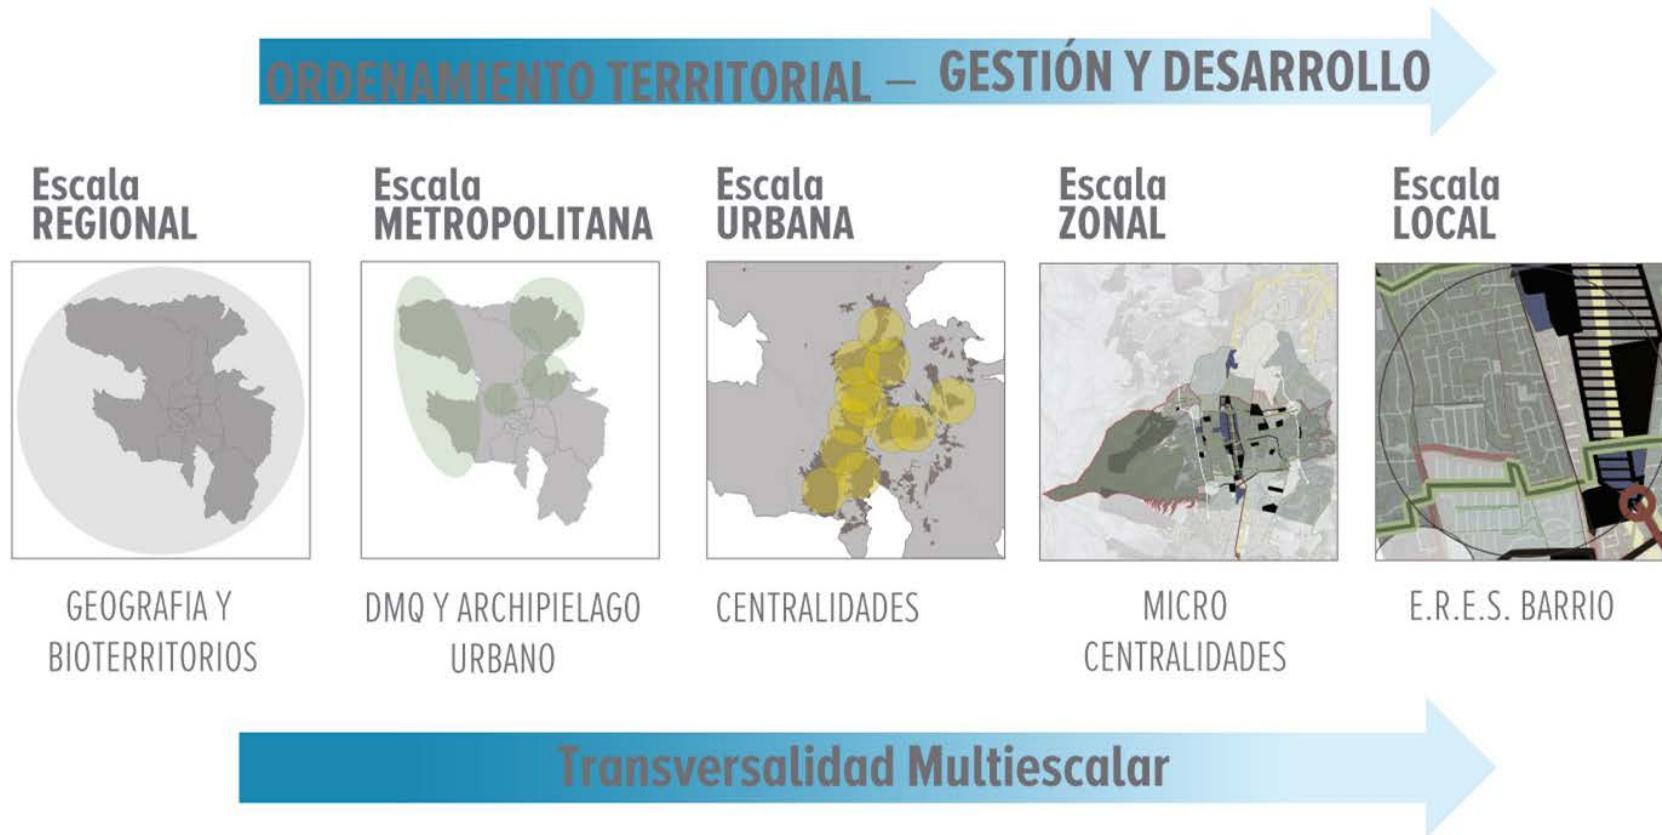 ORDENAMIENTO TERRITORIAL – GESTIÓN Y DESARROLLO
Escala
REGIONAL
Escala
METROPOLITANA
Escala
URBANA
Escala
ZONAL
Escala
LOCAL
GEOGRAFIA Y
BIOTERRITORIOS
DMQ Y ARCHIPIELAGO
URBANO
CENTRALIDADES
MICRO
CENTRALIDADES
E.R.E.S. BARRIO
Transversalidad Multiescalar